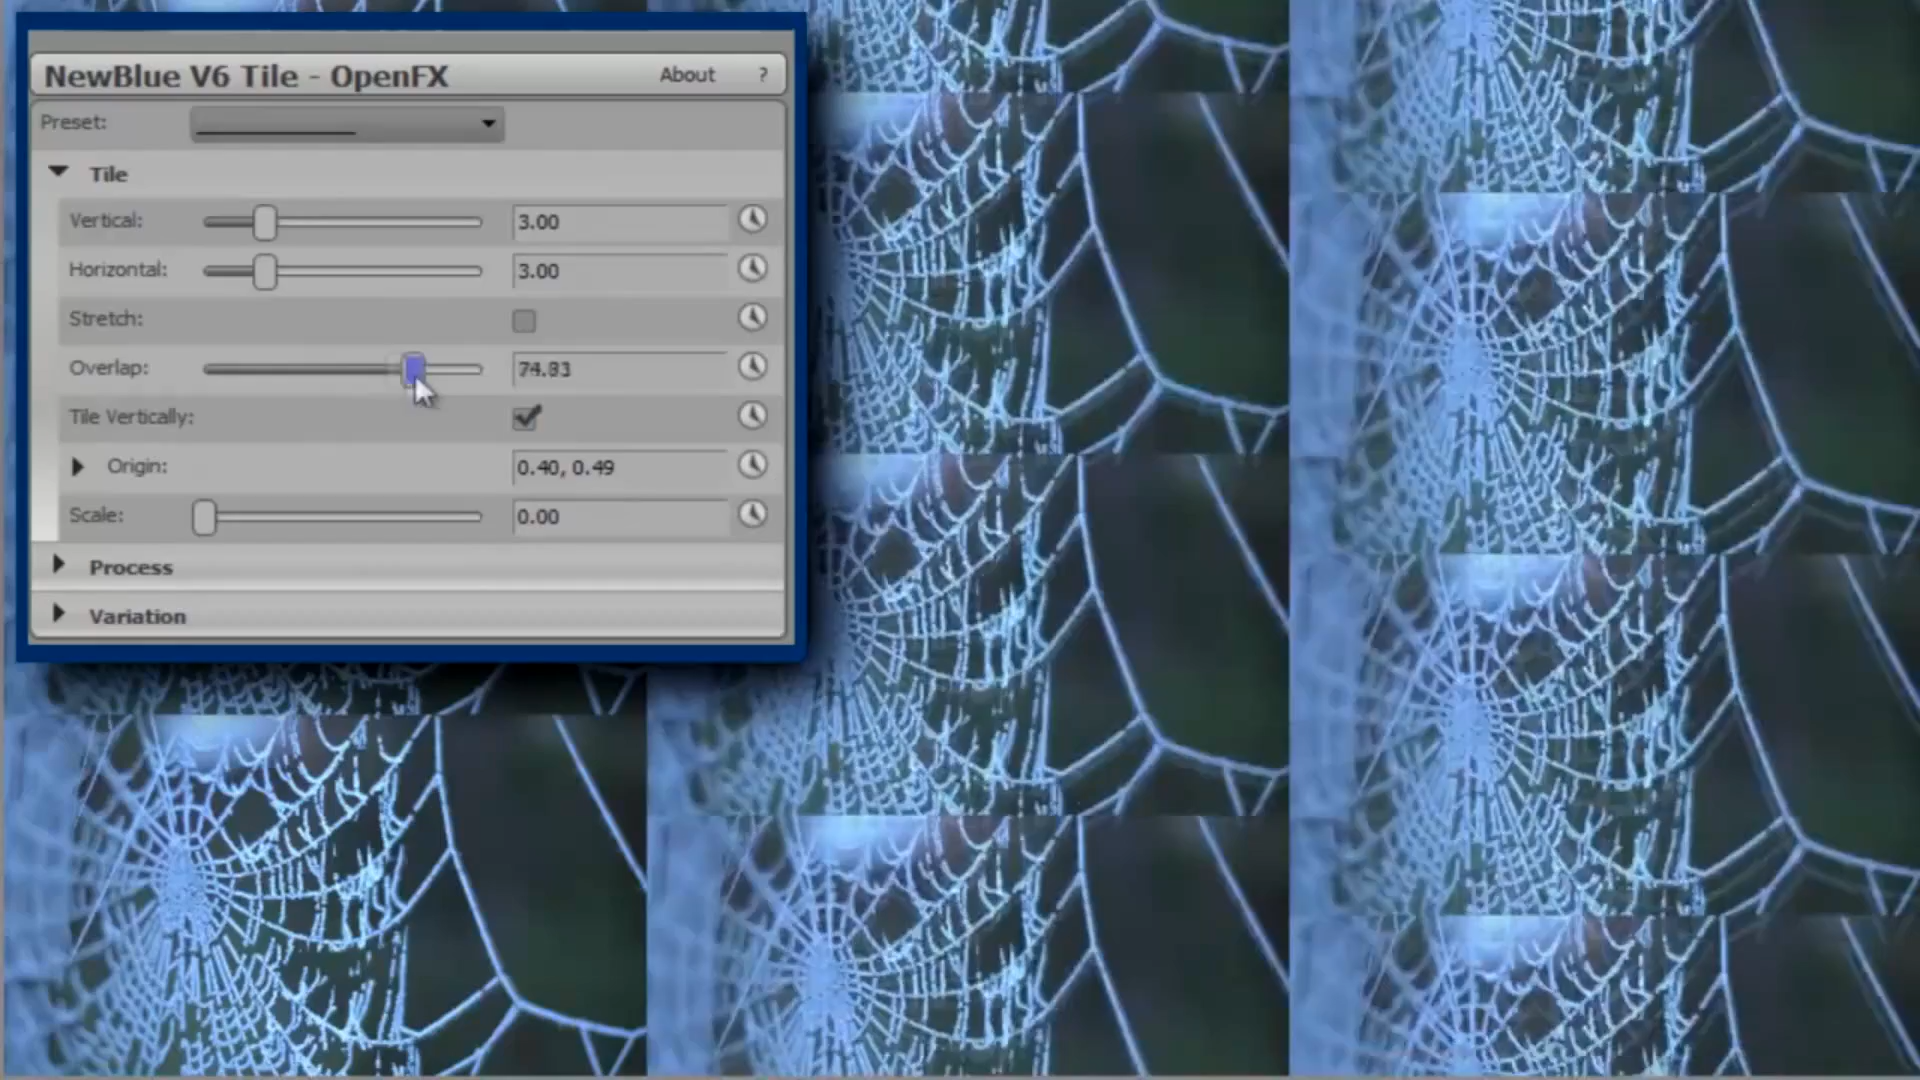 NewBlue V6 Tile - OpenFX About ?
Preset:
Tile
Vertical: 3.00
Horizontal: 3.00
Stretch:
Overlap: 74.83
Tile Vertically:
Origin: 0.40, 0.49
Scale: 0.00
Process
Variation